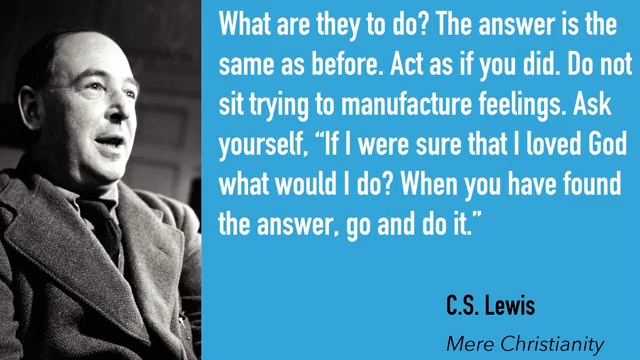 What are they to do? The answer is the
same as before. Act as if you did. Do not
sit trying to manufacture feelings. Ask
yourself, “If I were sure that I loved God
what would I do? When you have found
the answer, go and do it.”
C.S. Lewis
Mere Christianity